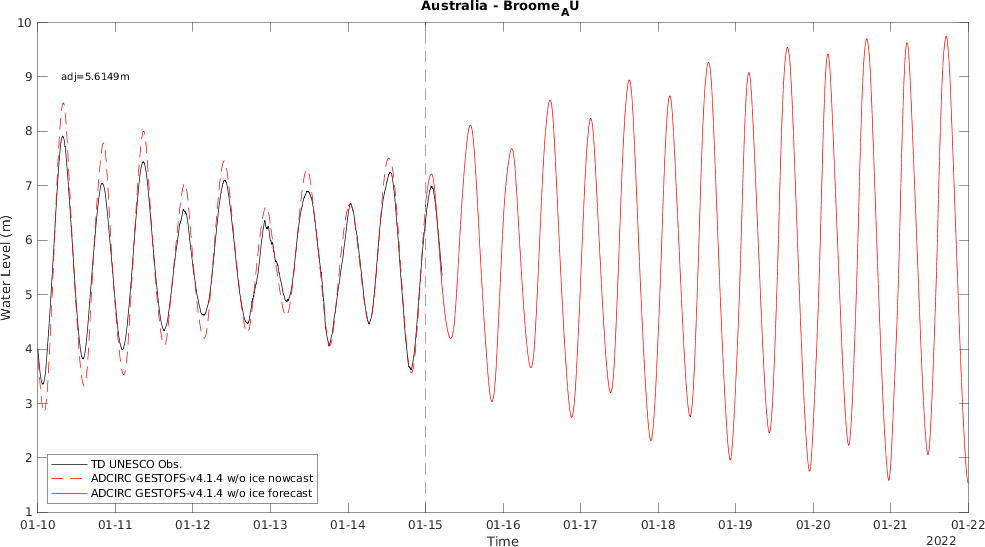 Australia - Broome_AU
adj=5.6149m
10
9
8
7
6
5
4
3
2
1
Water Level (m)
TD UNESCO Obs.
ADCIRC GESTOFS-v4.1.4 w/o ice nowcast
ADCIRC GESTOFS-v4.1.4 w/o ice forecast
01-10 01-11 01-12 01-13 01-14 01-15 01-16 01-17 01-18 01-19 01-20 01-21 01-22
Time
2022